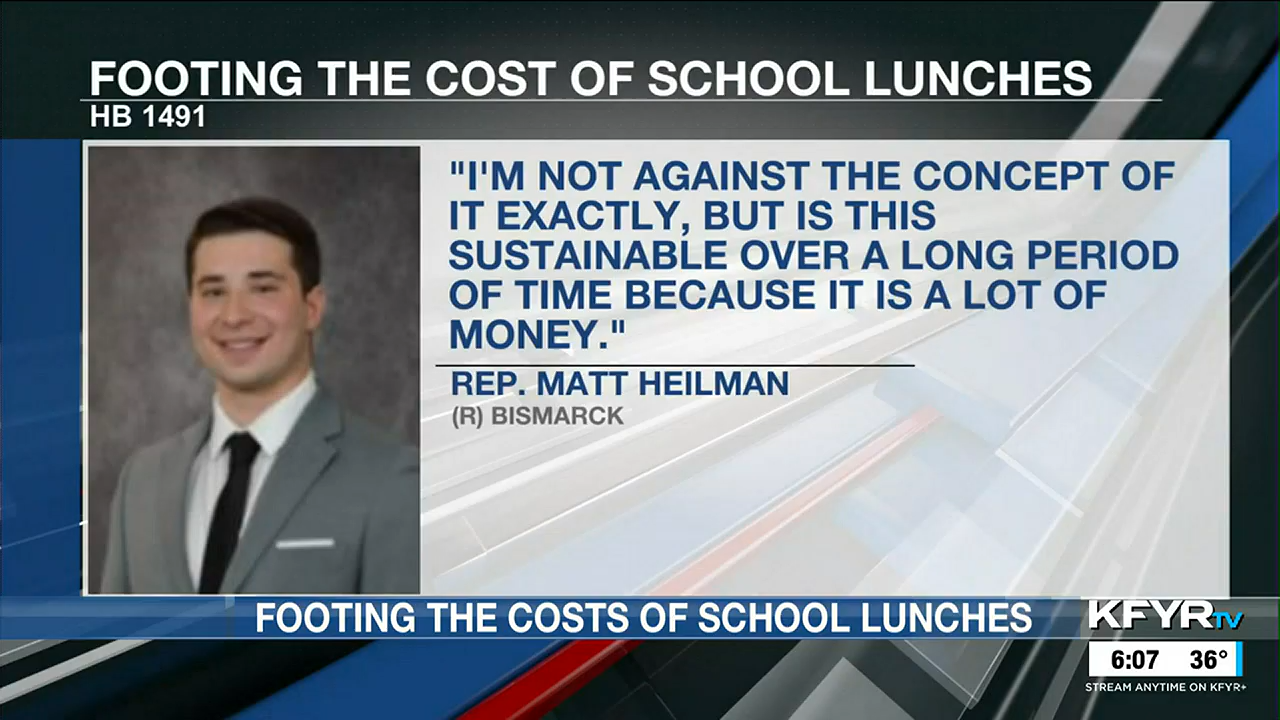 FOOTING THE COST OF SCHOOL LUNCHES
HB 1491
"I'M NOT AGAINST THE CONCEPT OF
IT EXACTLY, BUT IS THIS
SUSTAINABLE OVER A LONG PERIOD
OF TIME BECAUSE IT IS A LOT OF
MONEY."
REP. MATT HEILMAN
(R) BISMARCK
FOOTING THE COSTS OF SCHOOL LUNCHES
KFYRTV
6:07 36°
STREAM ANYTIME ON KFYR+